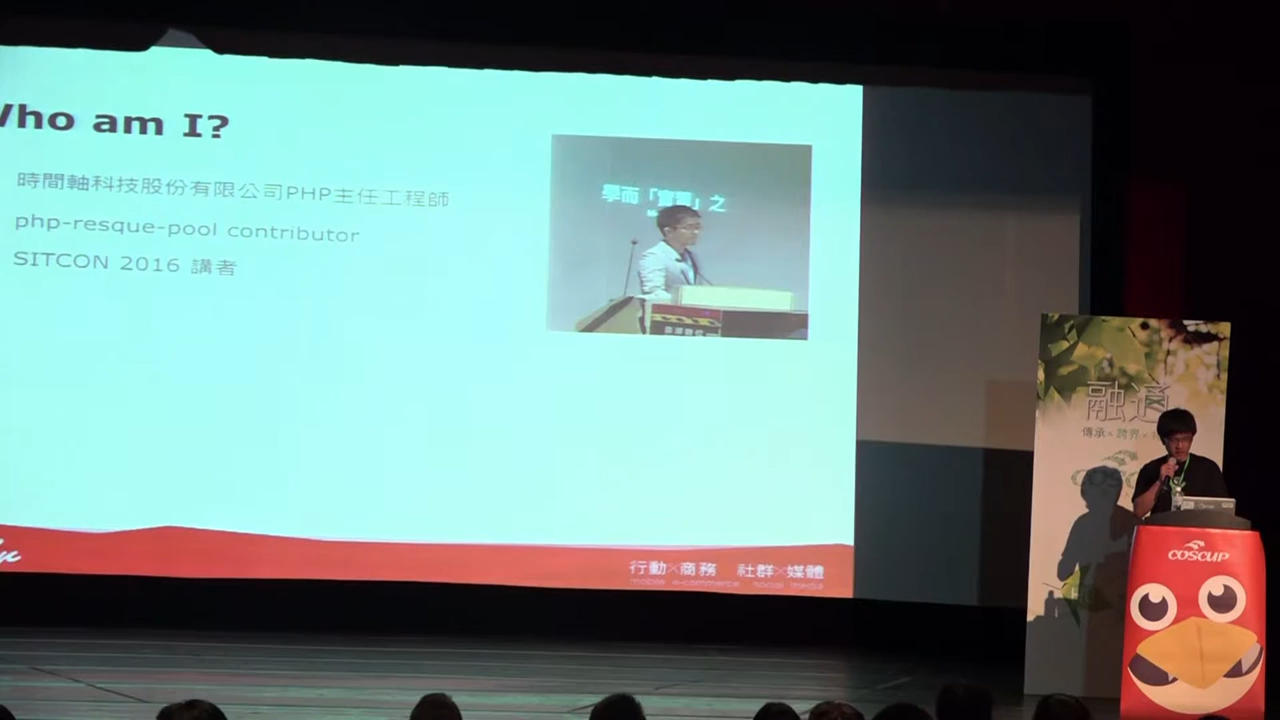 Who am I?
時間軸科技股份有限公司PHP主任工程師
php-resque-pool contributor
SITCON 2016 講者
學而「實習」之
行動×商務 社群×媒體
mobile e-commerce social media
融通
傳承×跨界×
COSC
COSCUP